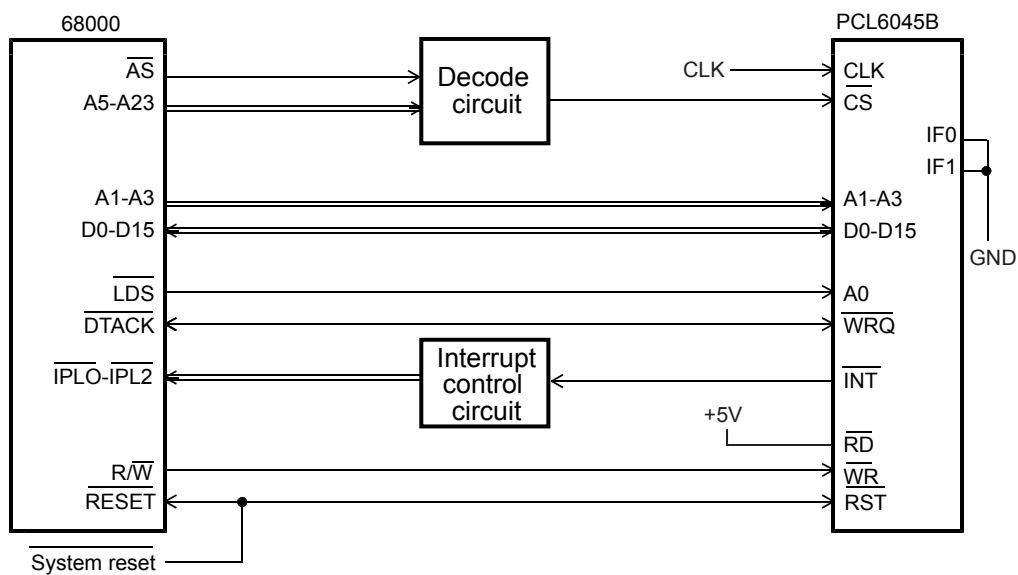 68000
PCL6045B
AS
A5-A23
Decode
circuit
CLK
CLK
CS
IF0
IF1
A1-A3
D0-D15
A1-A3
D0-D15
GND
LDS
A0
DTACK
WRQ
IPLO-IPL2
Interrupt
control
circuit
INT
+5V
RD
R/W
WR
RESET
RST
System reset